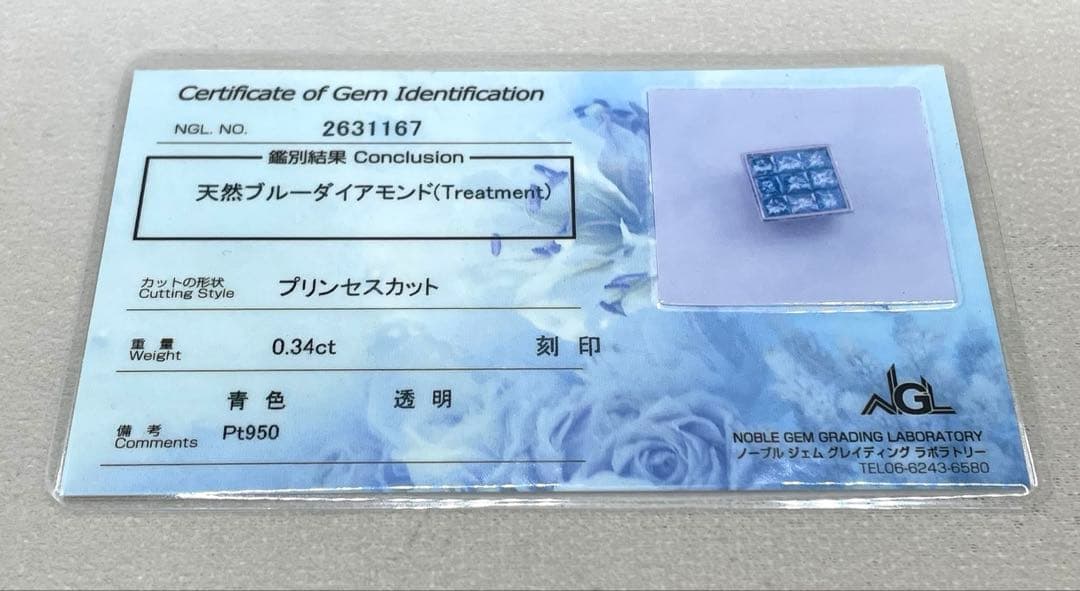 Certificate of Gem Identification
NGL. NO. 2631167
鑑別結果 Conclusion
天然ブルーダイアモンド(Treatment)
カットの形状 プリンセスカット
Cutting Style
重量 0.34ct 刻印
Weight
青色 透明
備考 Pt950
Comments
NGL
NOBLE GEM GRADING LABORATORY
ノーブル ジェム グレイディング ラボラトリー
TEL06-6243-6580